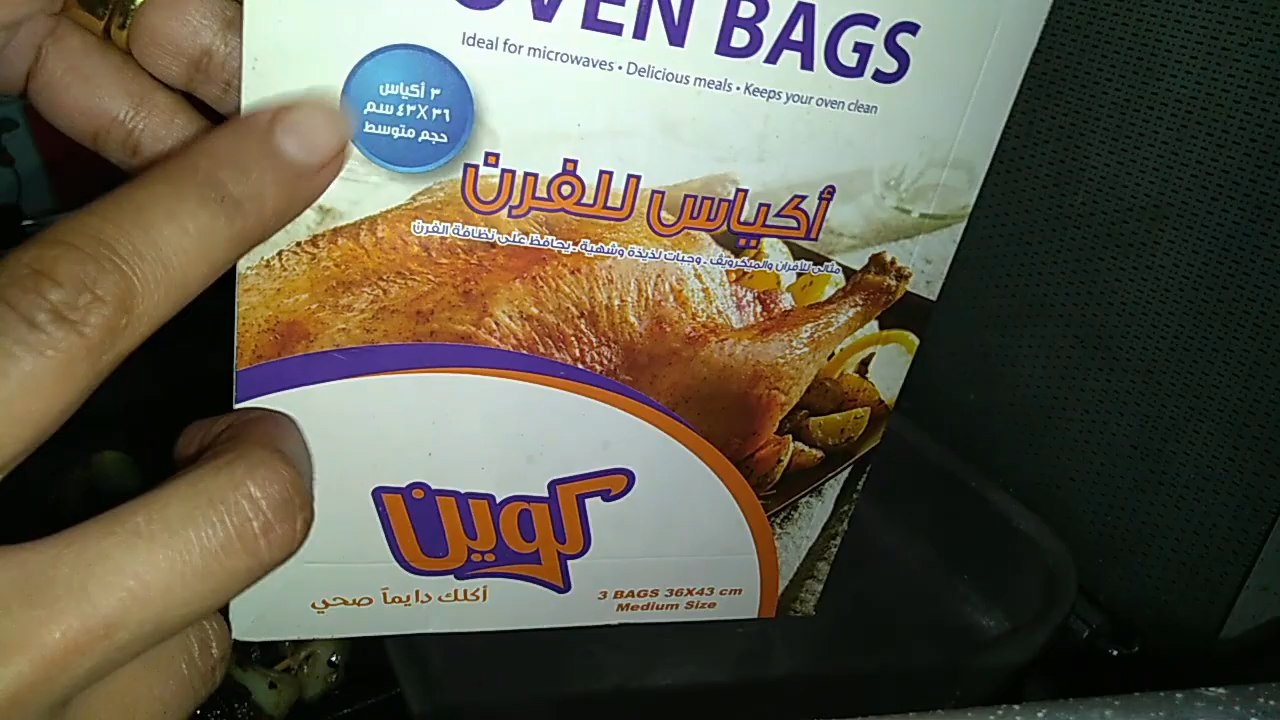 OVEN BAGS
Ideal for microwaves • Delicious meals • Keeps your oven clean
٣ أكياس
٣٦X٤٣ سم
حجم متوسط
أكياس للفرن
مثالي للأفران والميكرويف . وجبات لذيذة وشهية . يحافظ على نظافة الفرن
كوين
أكلك دايماً صحي
3 BAGS 36X43 cm
Medium Size